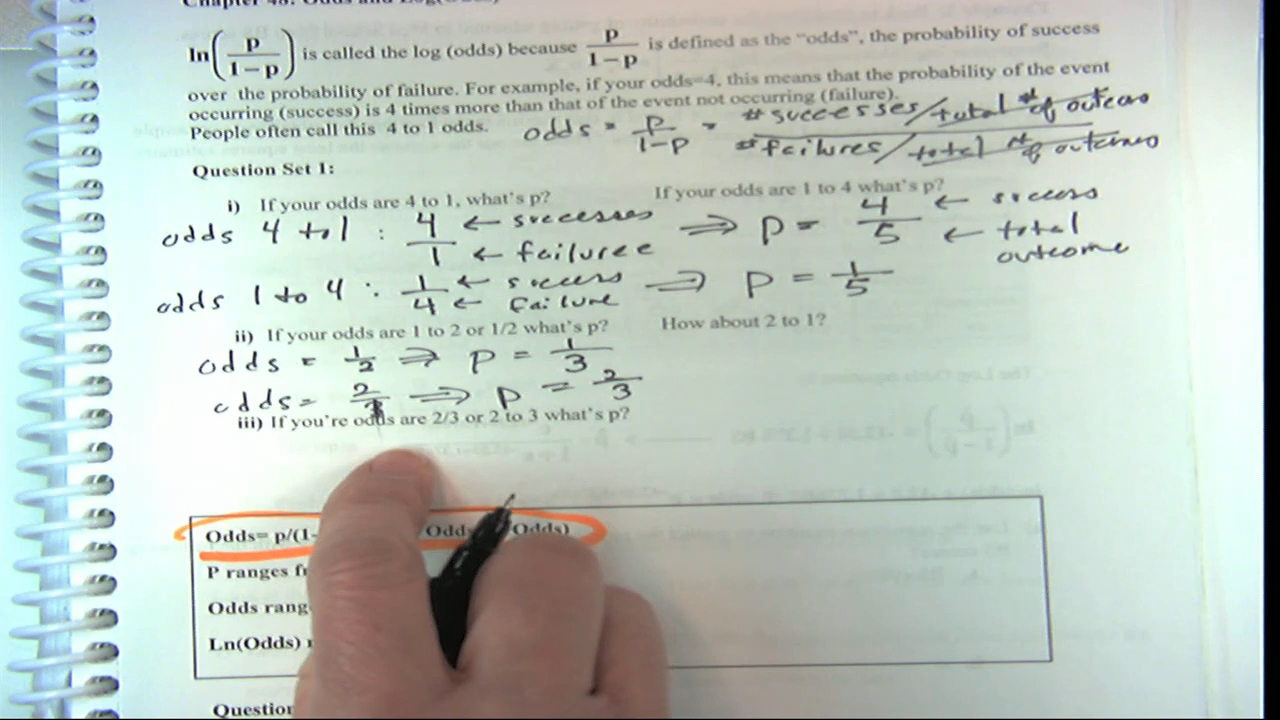 Chapter 48: Odds and Log(Odds)
ln(p/1-p) is called the log (odds) because p/1-p is defined as the "odds", the probability of success
over the probability of failure. For example, if your odds=4, this means that the probability of the event
occurring (success) is 4 times more than that of the event not occurring (failure).
People often call this 4 to 1 odds. odds = p/1-p = # successes/total # of outcomes / # failures/total # of outcomes
Question Set 1:
i) If your odds are 4 to 1, what's p? If your odds are 1 to 4 what's p?
odds 4 to 1 : 4/1 ← successes ← failures ⇒ p = 4/5 ← success ← total outcome
odds 1 to 4 : 1/4 ← success ← failure ⇒ p = 1/5
ii) If your odds are 1 to 2 or 1/2 what's p? How about 2 to 1?
odds = 1/2 ⇒ p = 1/3
odds = 2/1 ⇒ p = 2/3
iii) If you're odds are 2/3 or 2 to 3 what's p?
Odds= p/(1- Odds Odds)
P ranges
Odds
Ln(Odds)
Question